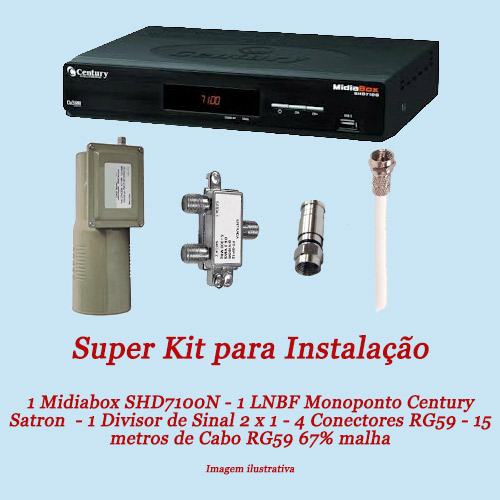 Century
Century
7100
MidiaBox
SHD7100
Super Kit para Instalação
1 Midiabox SHD7100N - 1 LNBF Monoponto Century
Satron - 1 Divisor de Sinal 2 x 1 - 4 Conectores RG59 - 15
metros de Cabo RG59 67% malha
Imagem ilustrativa